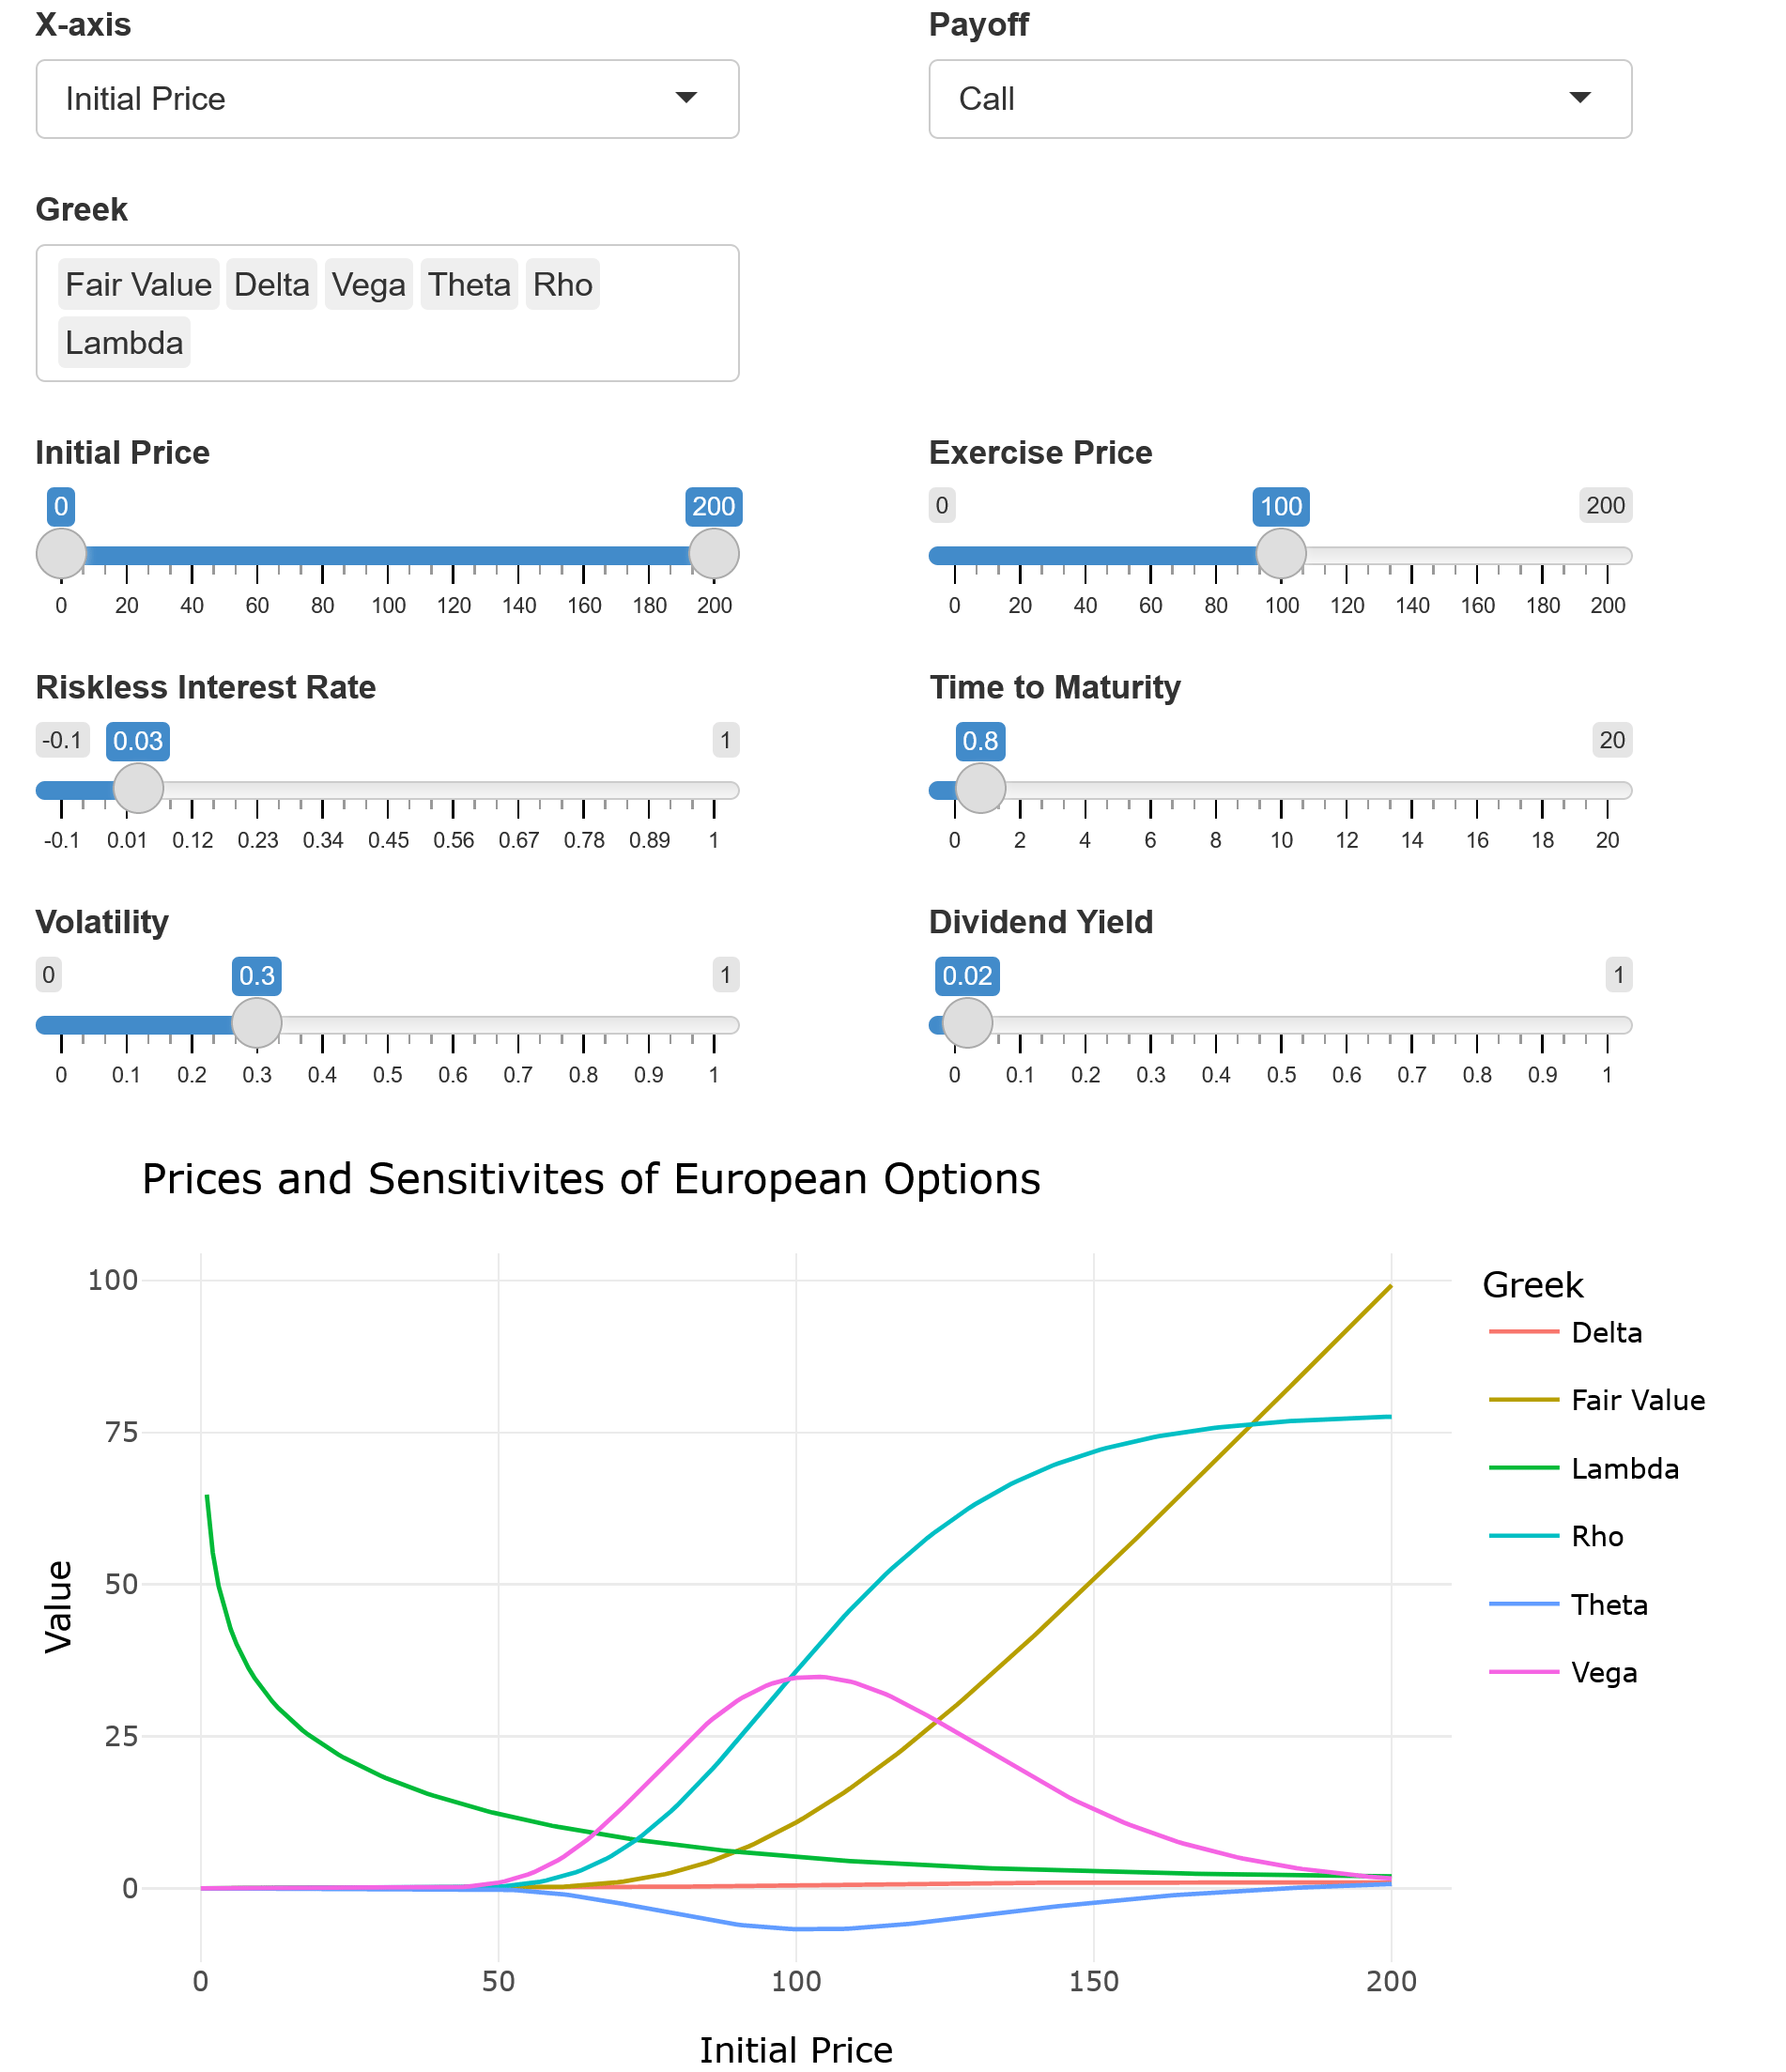 X-axis
Payoff
Initial Price
Call
Greek
Fair Value Delta Vega Theta Rho
Lambda
Initial Price
Exercise Price
0 200
0 100 200
0 20 40 60 80 100 120 140 160 180 200
0 20 40 60 80 100 120 140 160 180 200
Riskless Interest Rate
Time to Maturity
-0.1 0.03 1
0.8 20
-0.1 0.01 0.12 0.23 0.34 0.45 0.56 0.67 0.78 0.89 1
0 2 4 6 8 10 12 14 16 18 20
Volatility
Dividend Yield
0 0.3 1
0.02 1
0 0.1 0.2 0.3 0.4 0.5 0.6 0.7 0.8 0.9 1
0 0.1 0.2 0.3 0.4 0.5 0.6 0.7 0.8 0.9 1
Prices and Sensitivites of European Options
100
75
50
25
0
Value
0 50 100 150 200
Initial Price
Greek
Delta
Fair Value
Lambda
Rho
Theta
Vega